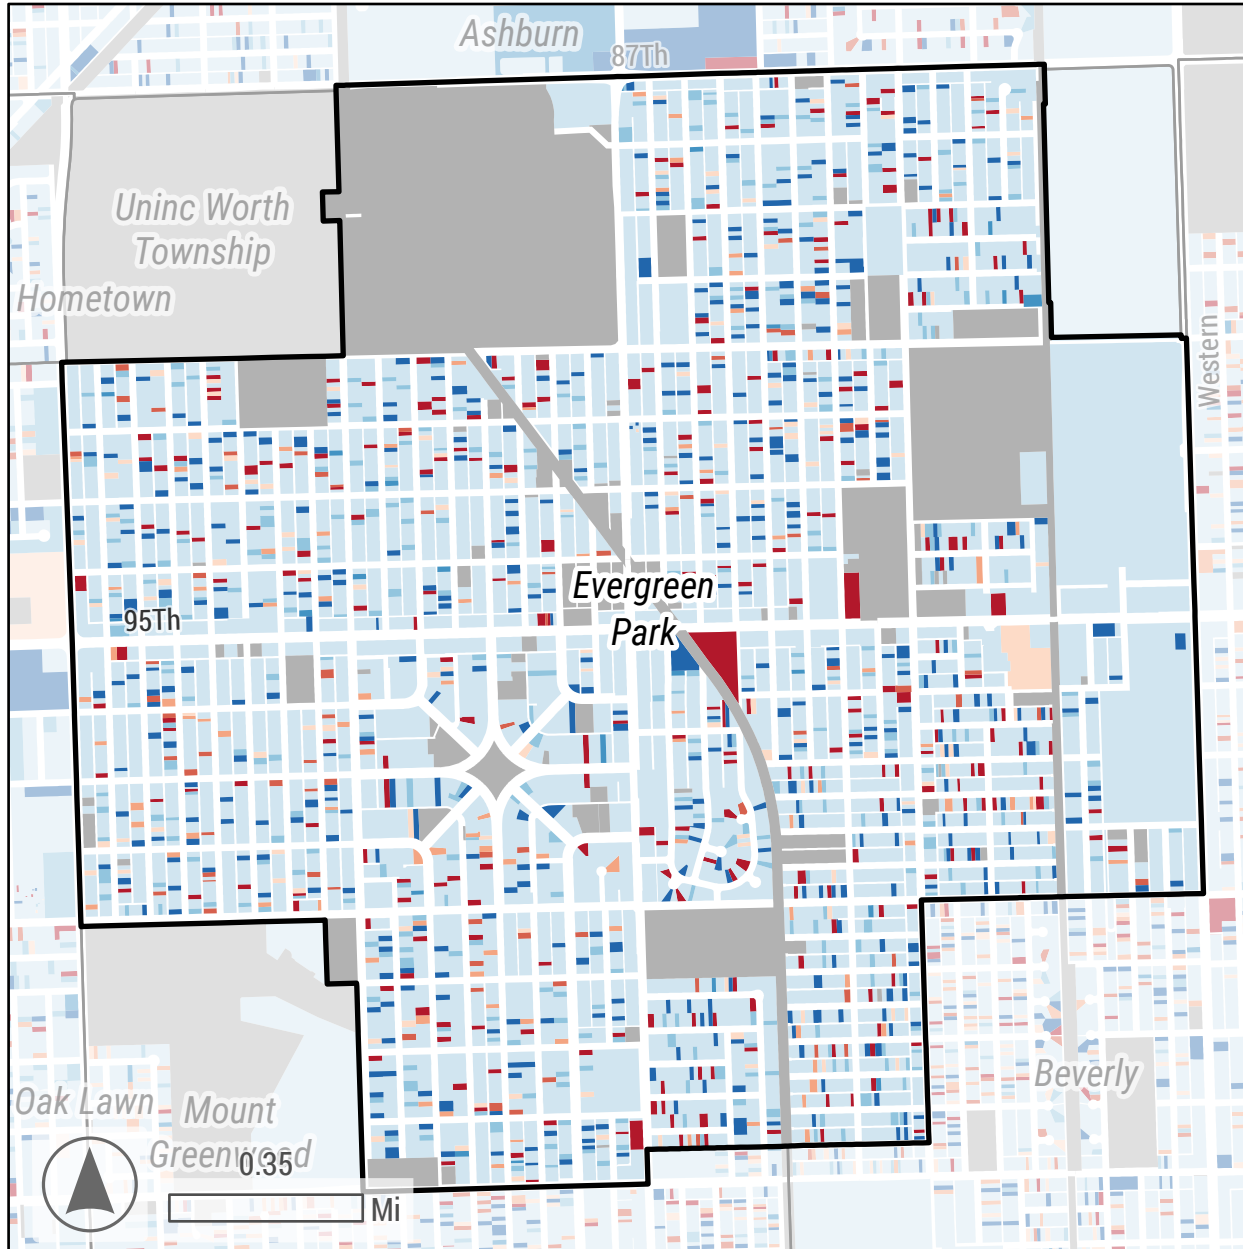 Ashburn
87Th
Uninc Worth
Township
Hometown
Western
Evergreen
Park
95Th
Beverly
Oak Lawn
Mount
Greenwood
0.35
Mi